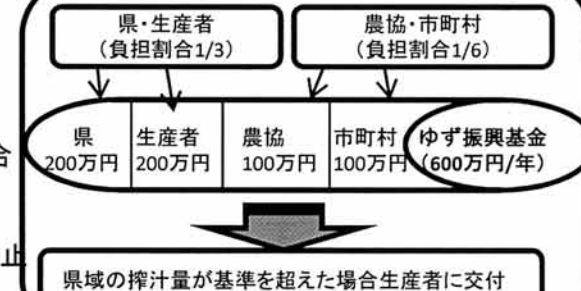 県・生産者
(負担割合1/3)
農協・市町村
(負担割合1/6)
県
200万円
生産者
200万円
農協
100万円
市町村
100万円
ゆず振興基金
(600万円/年)
合
止
県域の搾汁量が基準を超えた場合生産者に交付